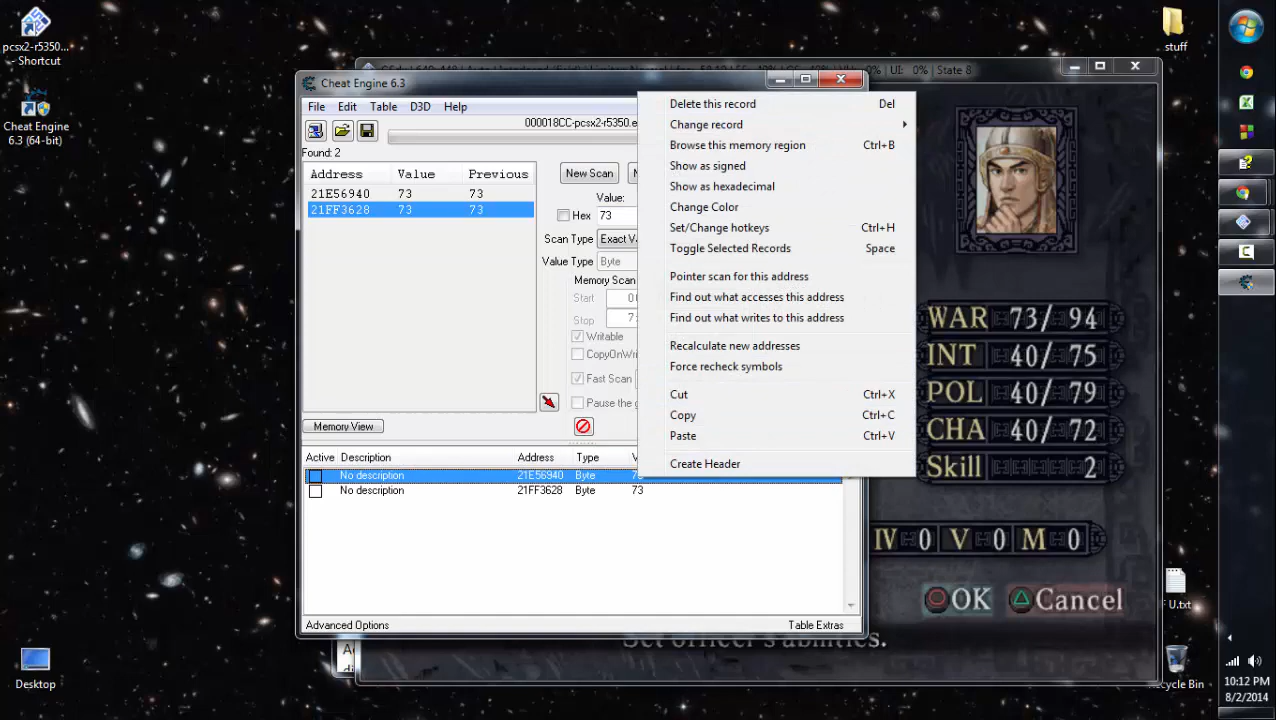 pcsx2-r5350...
- Shortcut
Cheat Engine
6.3 (64-bit)
Desktop
stuff
Cheat Engine 6.3
File Edit Table D3D Help
000018CC-pcsx2-r5350.e
Found: 2
Address Value Previous
21E56940 73 73
21FF3628 73 73
New Scan
Value:
Hex 73
Scan Type Exact V
Value Type Byte
Memory Scan
Start
Stop
Writable
CopyOnWri
Fast Scan
Pause the g
Memory View
Active Description Address Type
No description 21E56940 Byte
No description 21FF3628 Byte 73
Advanced Options Table Extras
Delete this record Del
Change record
Browse this memory region Ctrl+B
Show as signed
Show as hexadecimal
Change Color
Set/Change hotkeys Ctrl+H
Toggle Selected Records Space
Pointer scan for this address
Find out what accesses this address
Find out what writes to this address
Recalculate new addresses
Force recheck symbols
Cut Ctrl+X
Copy Ctrl+C
Paste Ctrl+V
Create Header
UI: 0% | State 8
WAR 73/ 94
INT 40/ 75
POL 40/ 79
CHA 40/ 72
Skill 2
IV 0 V 0 M 0
OK Cancel
Set officer's abilities.
F U.txt
Recycle Bin
10:12 PM
8/2/2014